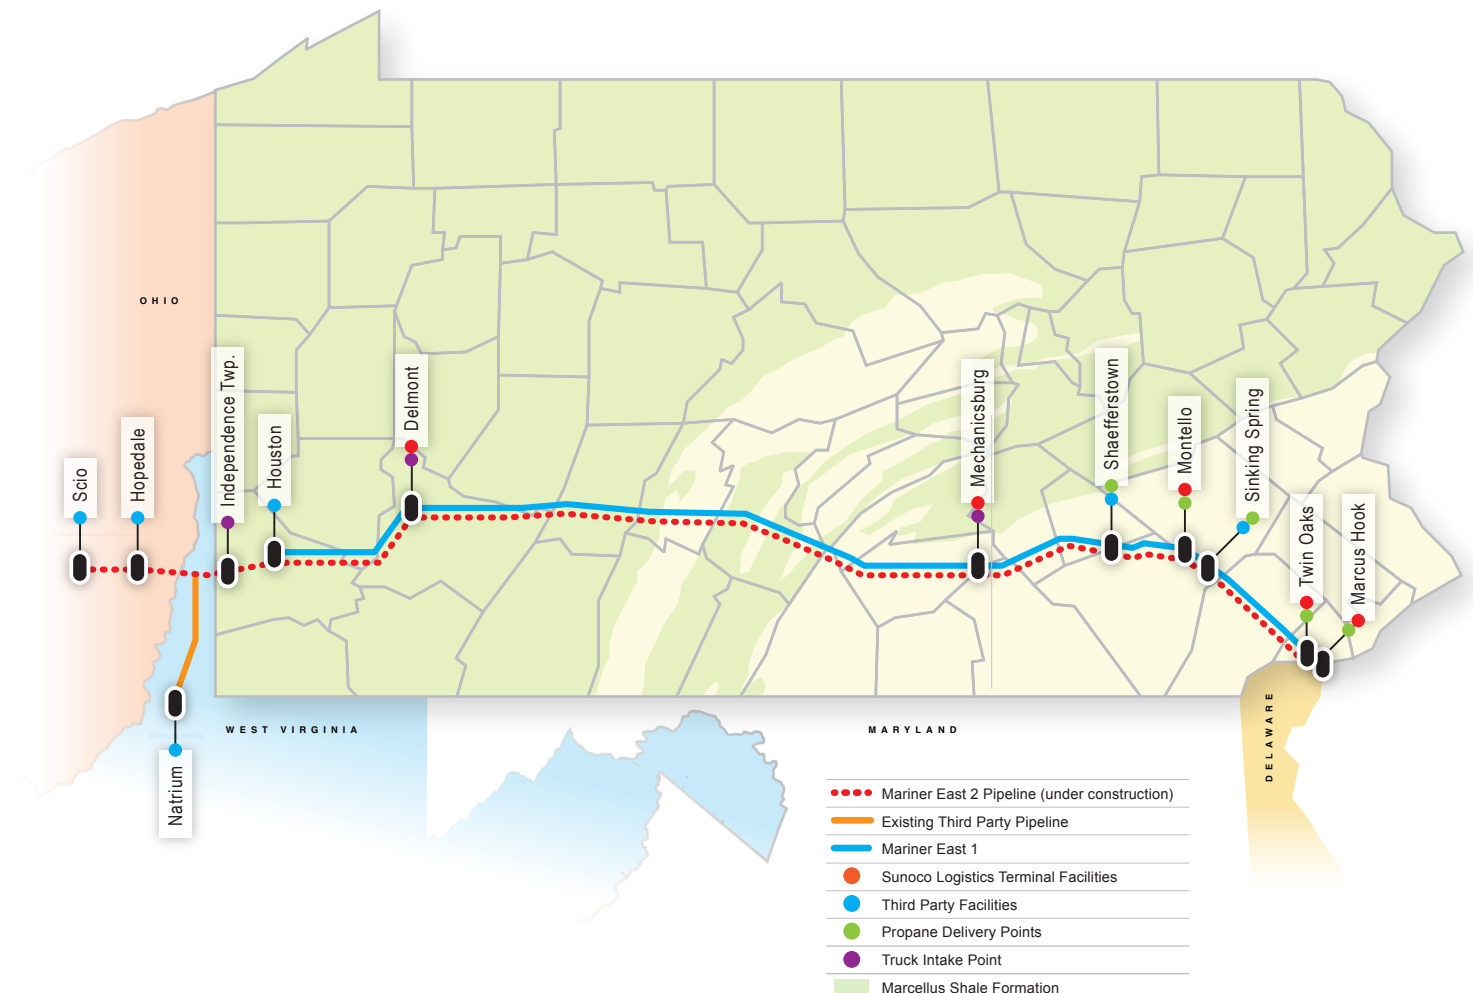 OHIO
Scio
Hopedale
Independence Twp.
Houston
Delmont
Mechanicsburg
Shaefferstown
Montello
Sinking Spring
Twin Oaks
Marcus Hook
Natrium
WEST VIRGINIA
MARYLAND
DELAWARE
Mariner East 2 Pipeline (under construction)
Existing Third Party Pipeline
Mariner East 1
Sunoco Logistics Terminal Facilities
Third Party Facilities
Propane Delivery Points
Truck Intake Point
Marcellus Shale Formation